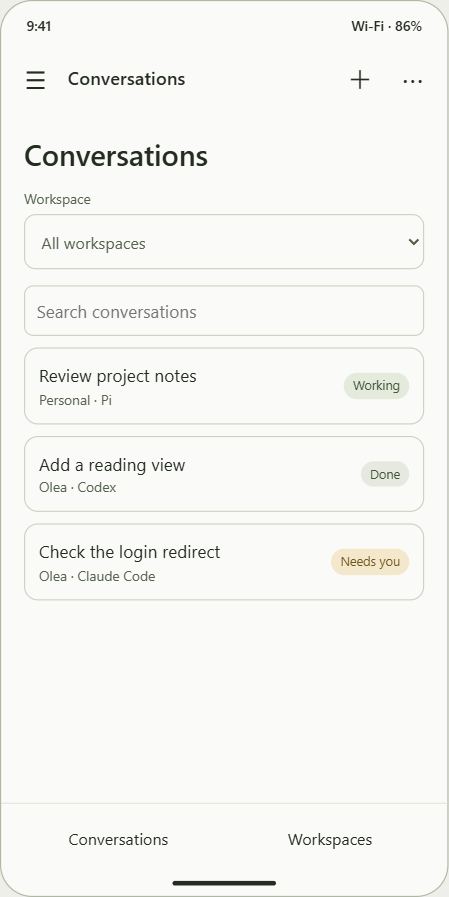 9:41
Wi-Fi · 86%
Conversations
Conversations
Workspace
All workspaces
Search conversations
Review project notes
Working
Personal · Pi
Add a reading view
Done
Olea · Codex
Check the login redirect
Needs you
Olea · Claude Code
Conversations
Workspaces